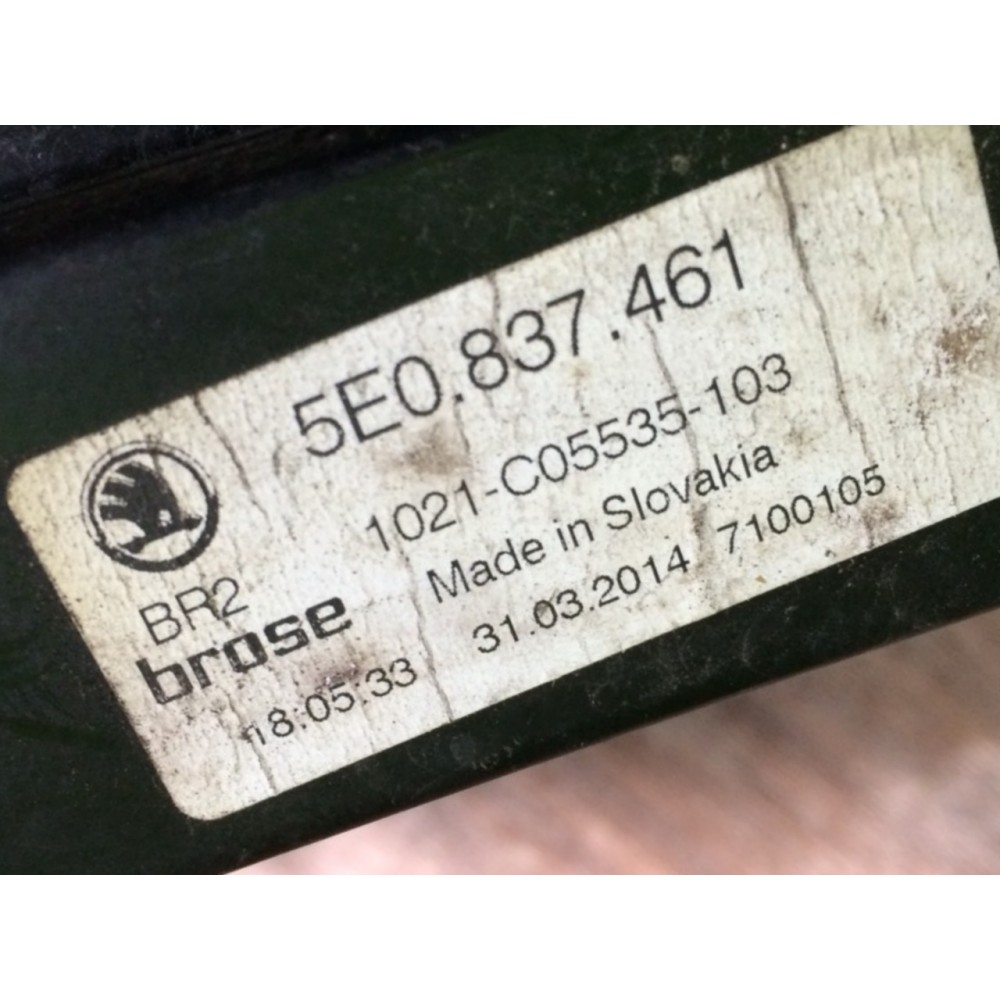 5E0.837.461
1021-C05535-103
BR2
Made in Slovakia
brose
31.03.2014 7100105
18:05:33